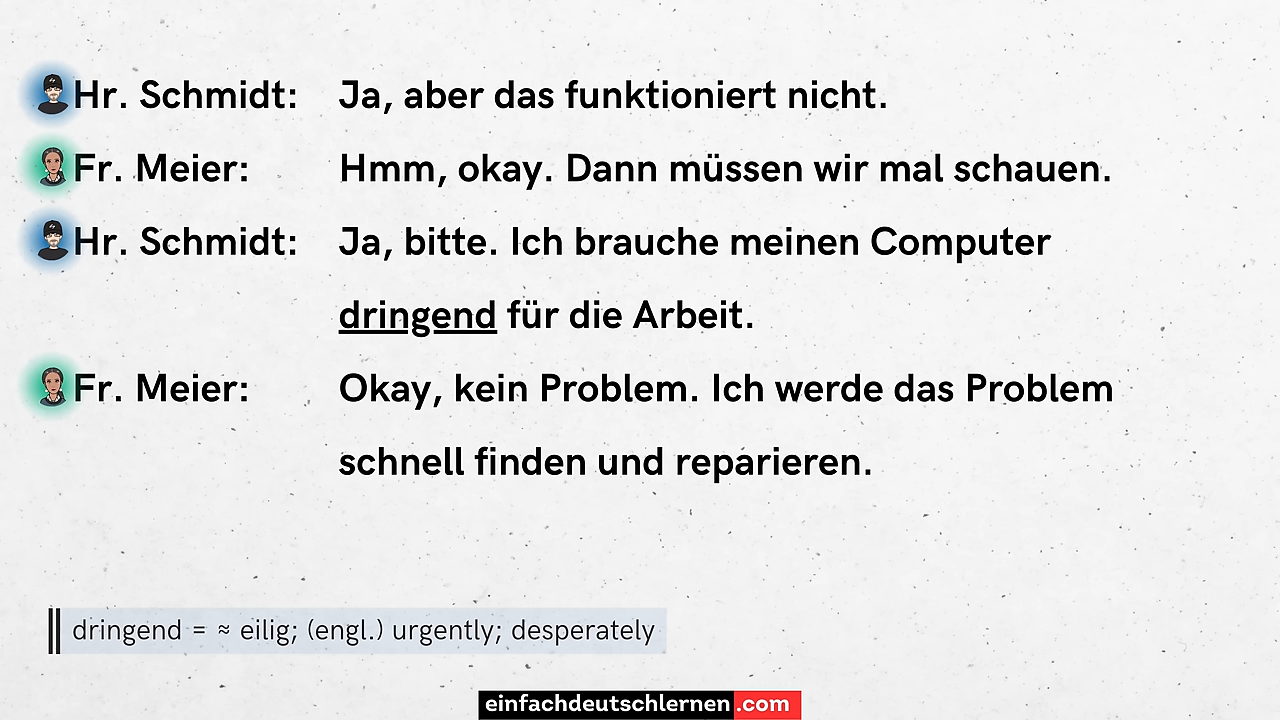 Hr. Schmidt: Ja, aber das funktioniert nicht.
Fr. Meier: Hmm, okay. Dann müssen wir mal schauen.
Hr. Schmidt: Ja, bitte. Ich brauche meinen Computer
dringend für die Arbeit.
Fr. Meier: Okay, kein Problem. Ich werde das Problem
schnell finden und reparieren.
dringend = ≈ eilig; (engl.) urgently; desperately
einfachdeutschlernen.com